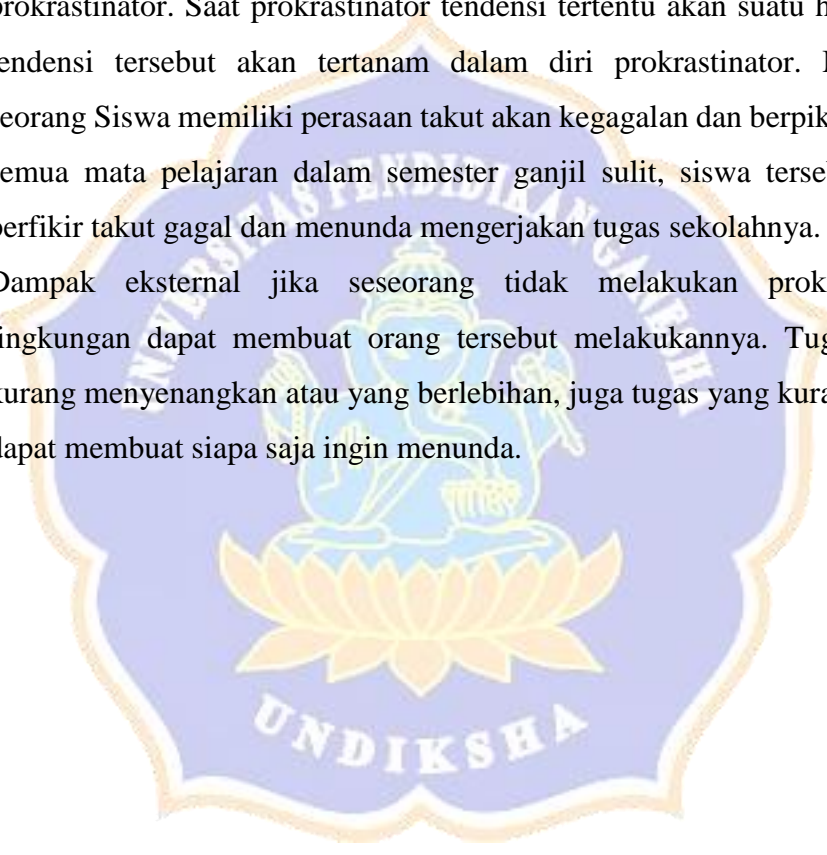 prokrastinator. Saat prokrastinator tendensi tertentu akan suatu
tendensi tersebut akan tertanam dalam diri prokrastinator.
seorang Siswa memiliki perasaan takut akan kegagalan dan
semua mata pelajaran dalam semester ganjil sulit, siswa
berfikir takut gagal dan menunda mengerjakan tugas sekolahnya.
Dampak eksternal jika seseorang tidak melakukan
lingkungan dapat membuat orang tersebut melakukannya.
kurang menyenangkan atau yang berlebihan, juga tugas yang
dapat membuat siapa saja ingin menunda.
UNIVERSITAS PENDIDIKAN GANESHA
UNDIKSHA